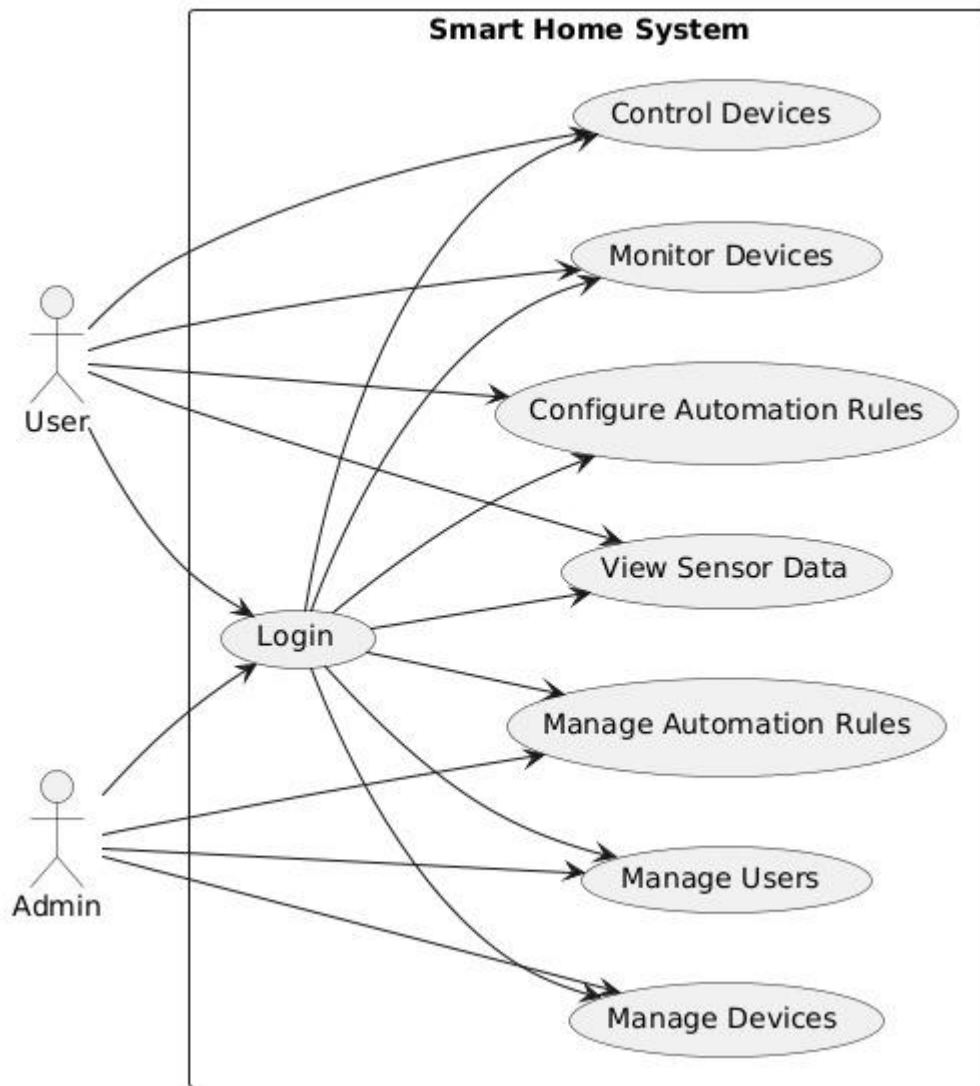 Smart Home System
Control Devices
Monitor Devices
User
Configure Automation Rules
View Sensor Data
Login
Manage Automation Rules
Admin
Manage Users
Manage Devices